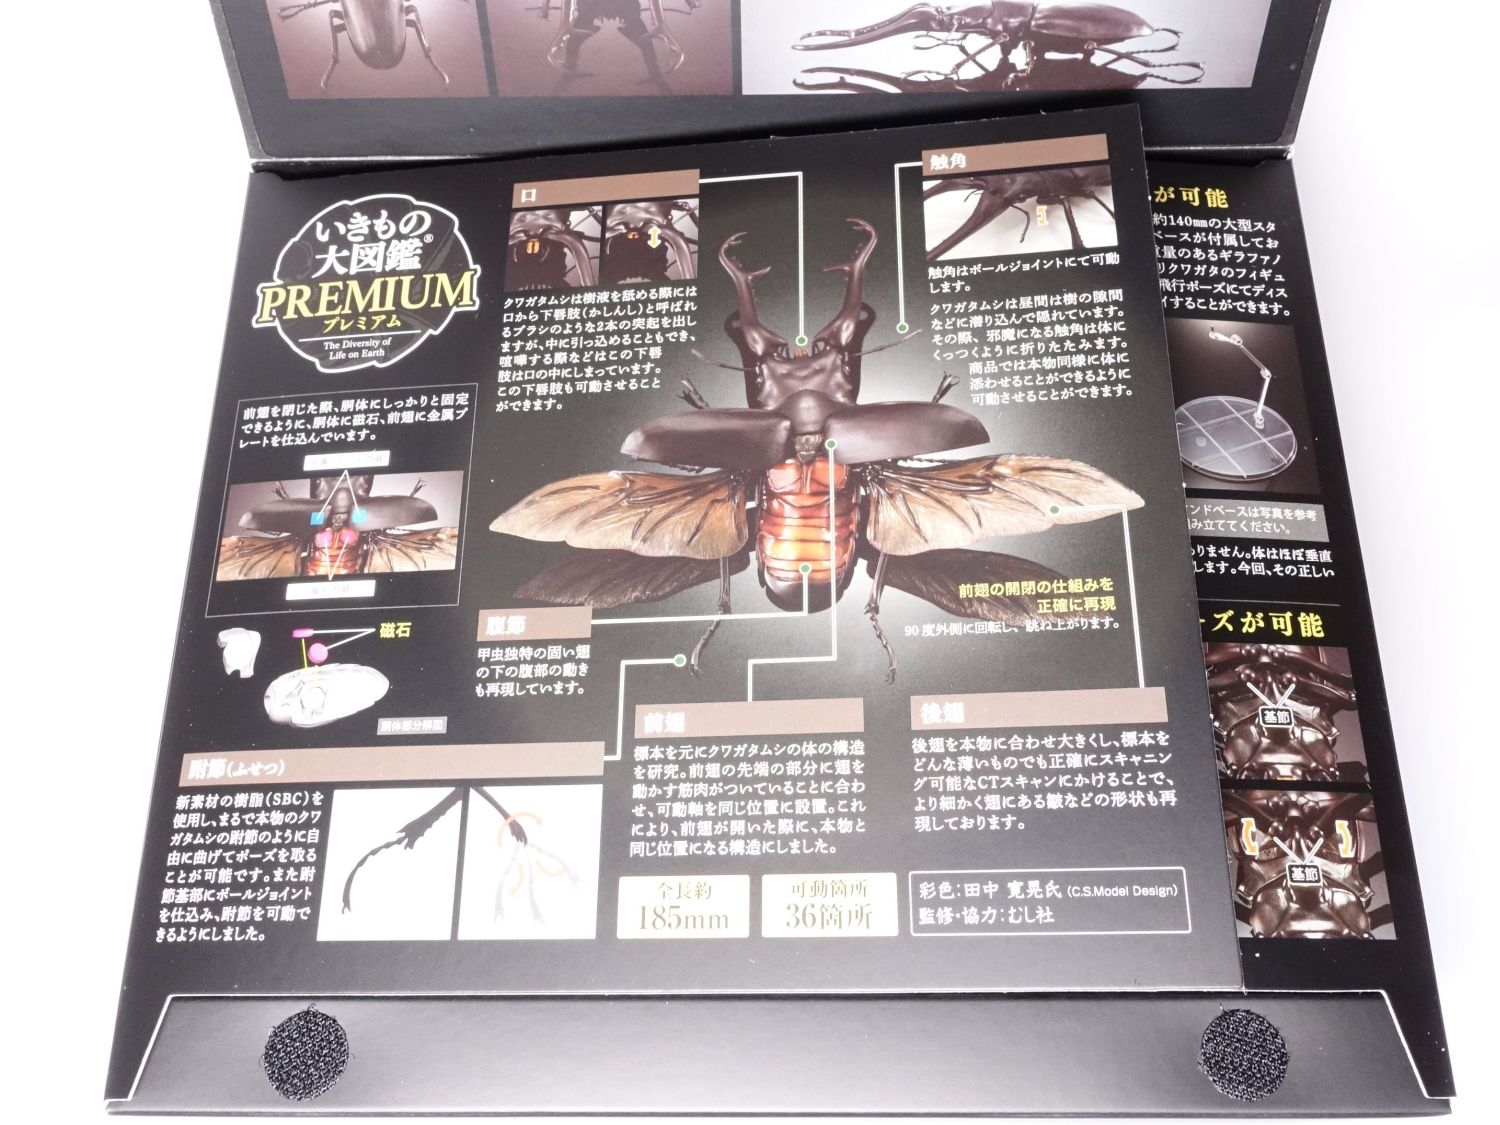 いきもの
大図鑑®
PREMIUM
プレミアム
The Diversity of
Life on Earth
前翅を閉じた際、胴体にしっかりと固定
できるように、胴体に磁石、前翅に金属プ
レートを仕込んでいます。
磁石
胴体部分解図
口
クワガタムシは樹液を舐める際には
口から下唇肢(かしんし)と呼ばれ
るブラシのような2本の突起を出し
ますが、中に引っ込めることもでき、
喧嘩する際などはこの下唇
肢は口の中にしまっています。
この下唇肢も可動させること
ができます。
触角
触角はボールジョイントにて可動
します。
クワガタムシは昼間は樹の隙間
などに潜り込んで隠れています。
その際、邪魔になる触角は体に
くっつくように折りたたみます。
商品では本物同様に体に
添わせることができるように
可動させることができます。
前翅の開閉の仕組みを
正確に再現
90度外側に回転し、跳ね上がります。
腹節
甲虫独特の固い翅
の下の腹部の動き
も再現しています。
跗節(ふせつ)
新素材の樹脂(SBC)を
使用し、まるで本物のクワ
ガタムシの跗節のように自
由に曲げてポーズを取る
ことが可能です。また跗
節基部にボールジョイント
を仕込み、跗節を可動で
きるようにしました。
前翅
標本を元にクワガタムシの体の構造
を研究。前翅の先端の部分に翅を
動かす筋肉がついていることに合わ
せ、可動軸を同じ位置に設置。これ
により、前翅が開いた際に、本物と
同じ位置になる構造にしました。
後翅
後翅を本物に合わせ大きくし、標本を
どんな薄いものでも正確にスキャニン
グ可能なCTスキャンにかけることで、
より細かく翅にある皺などの形状も再
現しております。
全長約
185mm
可動箇所
36箇所
彩色:田中 寛晃氏 (C.S.Model Design)
監修・協力:むし社
が可能
約140mmの大型スタ
ベースが付属してお
量のあるギラファノ
リクワガタのフィギュ
飛行ポーズにてディス
イすることができます。
ンドベースは写真を参考
み立ててください。
りません。体はほぼ垂直
します。今回、その正しい
ーズが可能
基節
基節